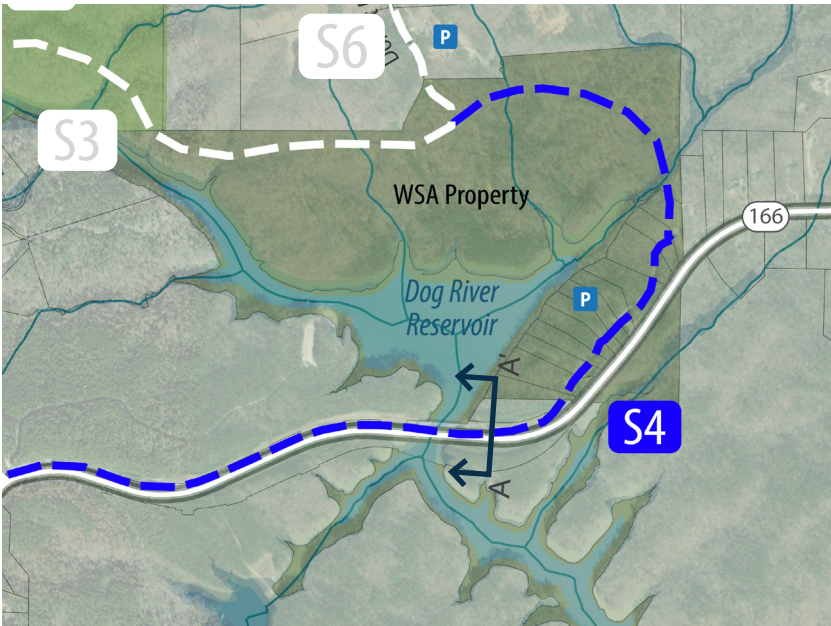 S6
P
S3
WSA Property
166
Dog River
Reservoir
P
A'
S4
A